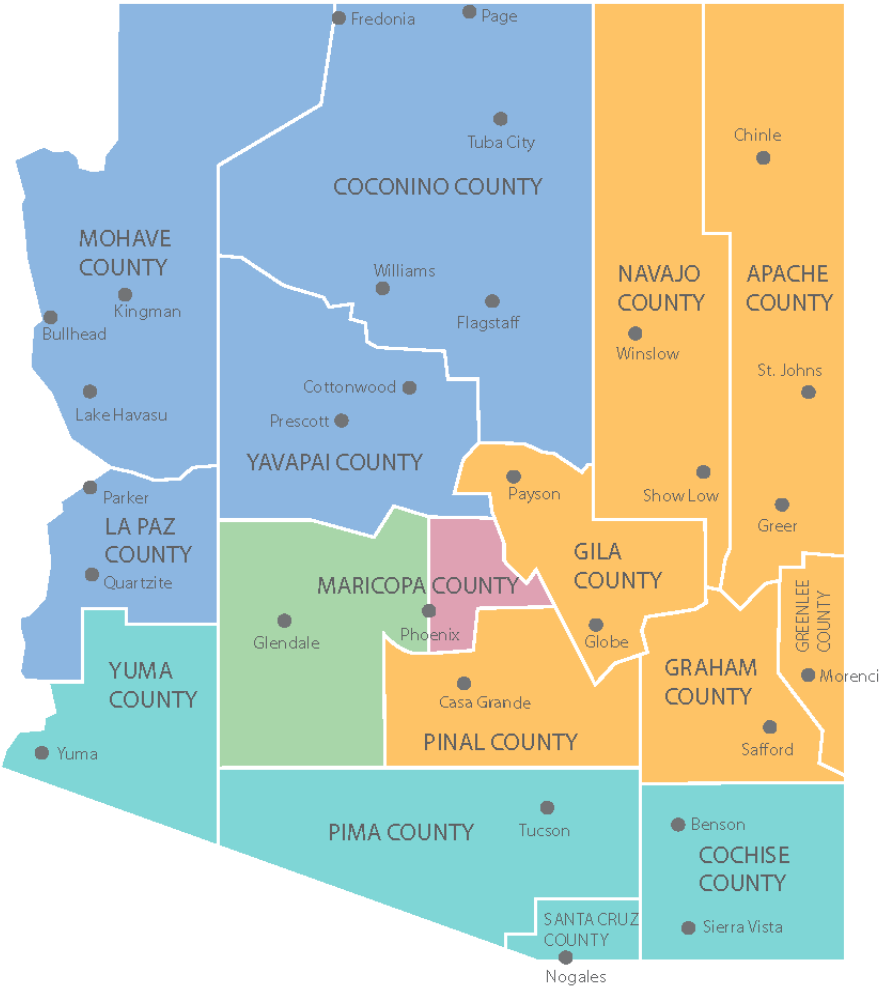 Fredonia
Page
Tuba City
Chinle
COCONINO COUNTY
MOHAVE
COUNTY
Kingman
Bullhead
Lake Havasu
Williams
Flagstaff
NAVAJO
COUNTY
Winslow
APACHE
COUNTY
St. Johns
Cottonwood
Prescott
YAVAPAI COUNTY
Payson
Show Low
Greer
Parker
LA PAZ
COUNTY
Quartzite
GILA
COUNTY
Globe
MARICOPA COUNTY
Glendale
Phoenix
GREENLEE
COUNTY
Morenci
YUMA
COUNTY
Yuma
Casa Grande
PINAL COUNTY
GRAHAM
COUNTY
Safford
PIMA COUNTY
Tucson
Benson
COCHISE
COUNTY
Sierra Vista
SANTA CRUZ
COUNTY
Nogales